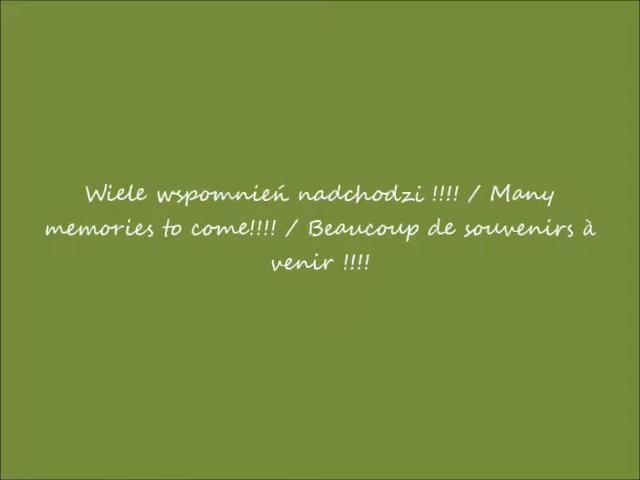 Wiele wspomnień nadchodzi !!!! / Many
memories to come!!!! / Beaucoup de souvenirs à
venir !!!!